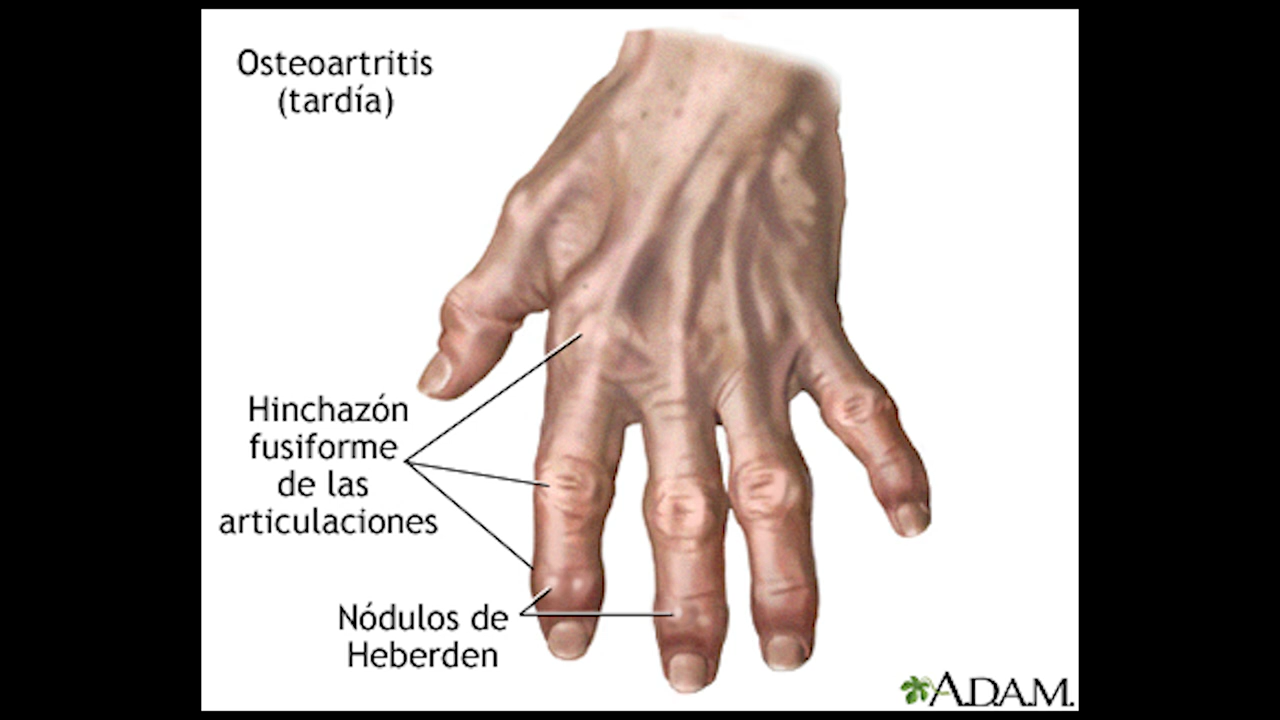 Osteoartritis
(tardía)
Hinchazón
fusiforme
de las
articulaciones
Nódulos de
Heberden
A.D.A.M.